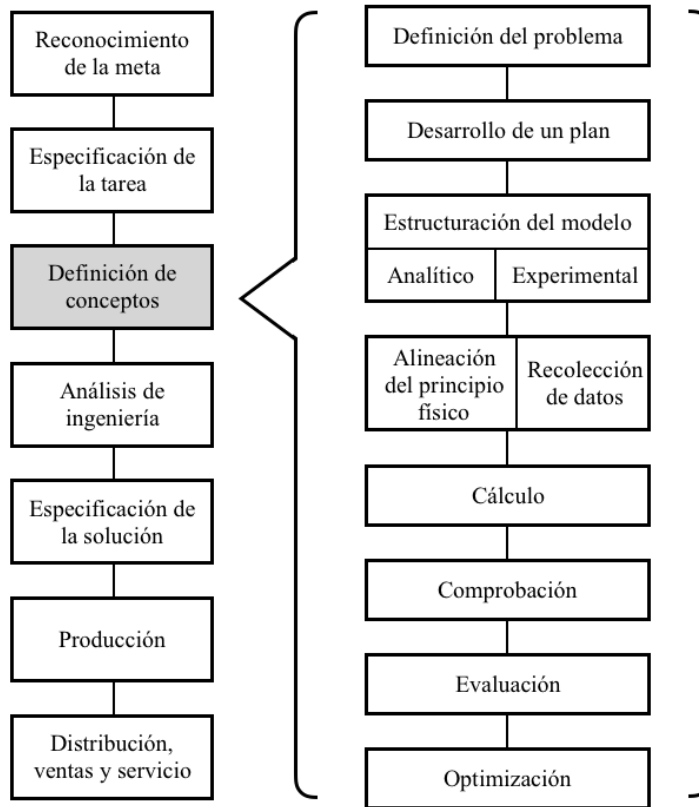 Reconocimiento
de la meta
Especificación de
la tarea
Definición de
conceptos
Análisis de
ingeniería
Especificación de
la solución
Producción
Distribución,
ventas y servicio
Definición del problema
Desarrollo de un plan
Estructuración del modelo
Analítico
Experimental
Alineación
del principio
físico
Recolección
de datos
Cálculo
Comprobación
Evaluación
Optimización